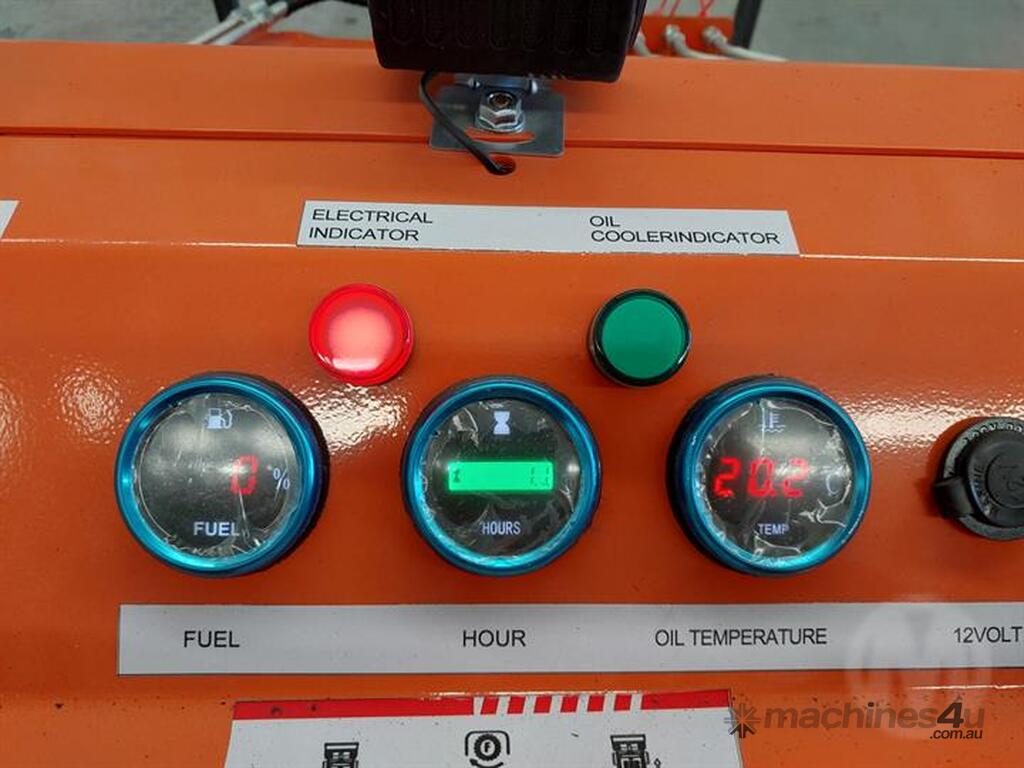 ELECTRICAL
INDICATOR
OIL
COOLERINDICATOR
0 %
FUEL
HOURS
20.2 C
TEMP
FUEL
HOUR
OIL TEMPERATURE
12VOLT
F
machines4u
.com.au